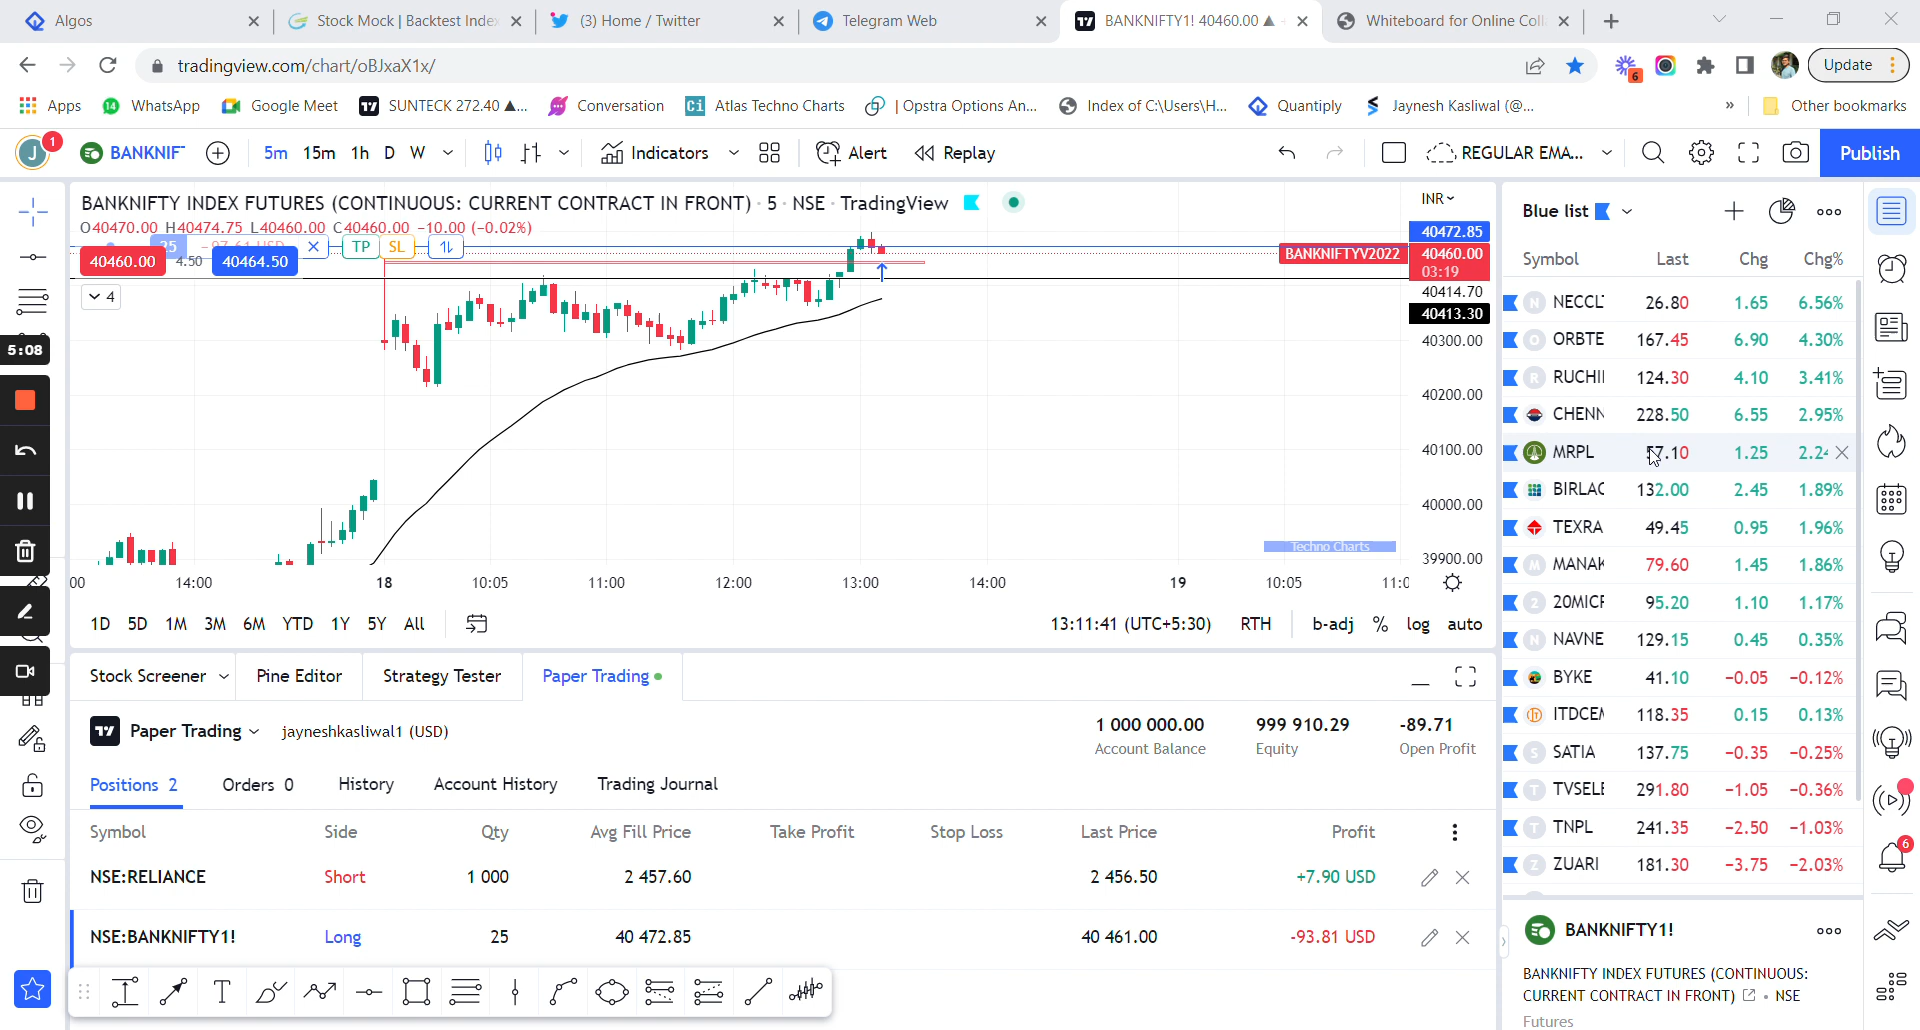 Algos
Stock Mock | Backtest Index
(3) Home / Twitter
Telegram Web
BANKNIFTY1! 40460.00 ▲
Whiteboard for Online Coll
tradingview.com/chart/oBJxaX1x/
6
Update
Apps
14
WhatsApp
Google Meet
SUNTECK 272.40 ▲...
Conversation
Atlas Techno Charts
| Opstra Options An...
Index of C:\Users\H...
Quantiply
Jaynesh Kasliwal (@...
»
Other bookmarks
J
1
BANKNIF
5m 15m 1h D W
Indicators
Alert
Replay
REGULAR EMA...
Publish
BANKNIFTY INDEX FUTURES (CONTINUOUS: CURRENT CONTRACT IN FRONT) · 5 · NSE · TradingView
O40470.00 H40474.75 L40460.00 C40460.00 -10.00 (-0.02%)
25
TP SL
40460.00 4.50 40464.50
4
INR
40472.85
BANKNIFTYV2022 40460.00
03:19
40414.70
40413.30
40300.00
40200.00
40100.00
40000.00
39900.00
Techno Charts
00 14:00 18 10:05 11:00 12:00 13:00 14:00 19 10:05 11:0
1D 5D 1M 3M 6M YTD 1Y 5Y All
13:11:41 (UTC+5:30) RTH b-adj % log auto
5:08
Stock Screener
Pine Editor
Strategy Tester
Paper Trading
Paper Trading
jayneshkasliwal1 (USD)
1 000 000.00 999 910.29 -89.71
Account Balance Equity Open Profit
Positions 2 Orders 0 History Account History Trading Journal
Symbol Side Qty Avg Fill Price Take Profit Stop Loss Last Price Profit
NSE:RELIANCE Short 1 000 2 457.60 2 456.50 +7.90 USD
NSE:BANKNIFTY1! Long 25 40 472.85 40 461.00 -93.81 USD
Blue list
Symbol Last Chg Chg%
N NECCL 26.80 1.65 6.56%
O ORBTE 167.45 6.90 4.30%
R RUCHI 124.30 4.10 3.41%
CHENN 228.50 6.55 2.95%
MRPL 57.10 1.25 2.24
BIRLAC 132.00 2.45 1.89%
TEXRA 49.45 0.95 1.96%
M MANAK 79.60 1.45 1.86%
2 20MICR 95.20 1.10 1.17%
N NAVNE 129.15 0.45 0.35%
BYKE 41.10 -0.05 -0.12%
ITDCEM 118.35 0.15 0.13%
S SATIA 137.75 -0.35 -0.25%
T TVSELE 291.80 -1.05 -0.36%
T TNPL 241.35 -2.50 -1.03%
Z ZUARI 181.30 -3.75 -2.03%
6
BANKNIFTY1!
BANKNIFTY INDEX FUTURES (CONTINUOUS:
CURRENT CONTRACT IN FRONT) • NSE
Futures